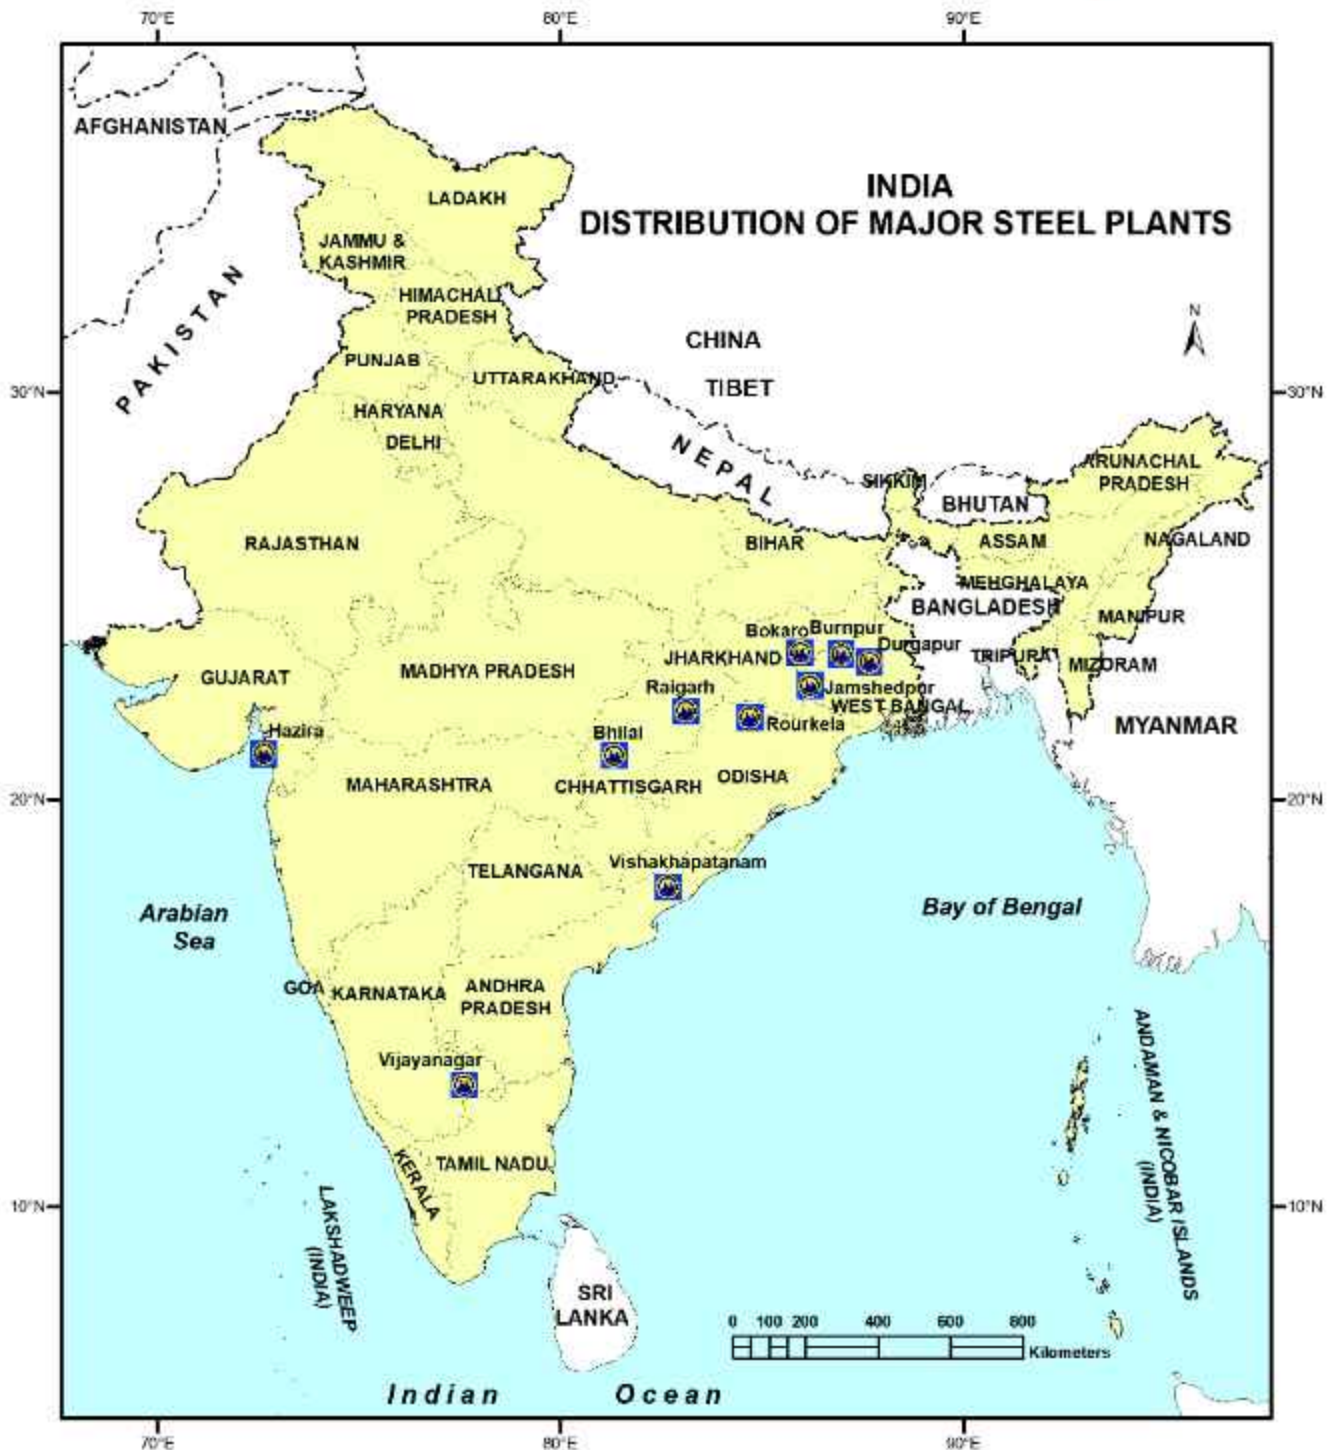 70°E 80°E 90°E
AFGHANISTAN
LADAKH
INDIA
DISTRIBUTION OF MAJOR STEEL PLANTS
JAMMU &
KASHMIR
PAKISTAN
HIMACHAL
PRADESH
N
CHINA
PUNJAB
UTTARAKHAND
TIBET
30°N 30°N
HARYANA
DELHI
NEPAL
SIKKIM
ARUNACHAL
PRADESH
BHUTAN
RAJASTHAN
BIHAR
ASSAM
NAGALAND
MEHGHALAYA
BANGLADESH
MANIPUR
Bokaro Burnpur
Durgapur
JHARKHAND
TRIPURA
MIZORAM
GUJARAT
MADHYA PRADESH
Raigarh
Jamshedpur
WEST BANGAL
Rourkela
MYANMAR
Hazira
Bhilai
MAHARASHTRA
CHHATTISGARH
ODISHA
20°N 20°N
Vishakhapatanam
TELANGANA
Arabian
Sea
Bay of Bengal
GOA
KARNATAKA
ANDHRA
PRADESH
Vijayanagar
ANDAMAN & NICOBAR ISLANDS
(INDIA)
KERALA
TAMIL NADU
10°N 10°N
LAKSHADWEEP
(INDIA)
SRI
LANKA
0 100 200 400 600 800
Kilometers
Indian Ocean
70°E 80°E 90°E